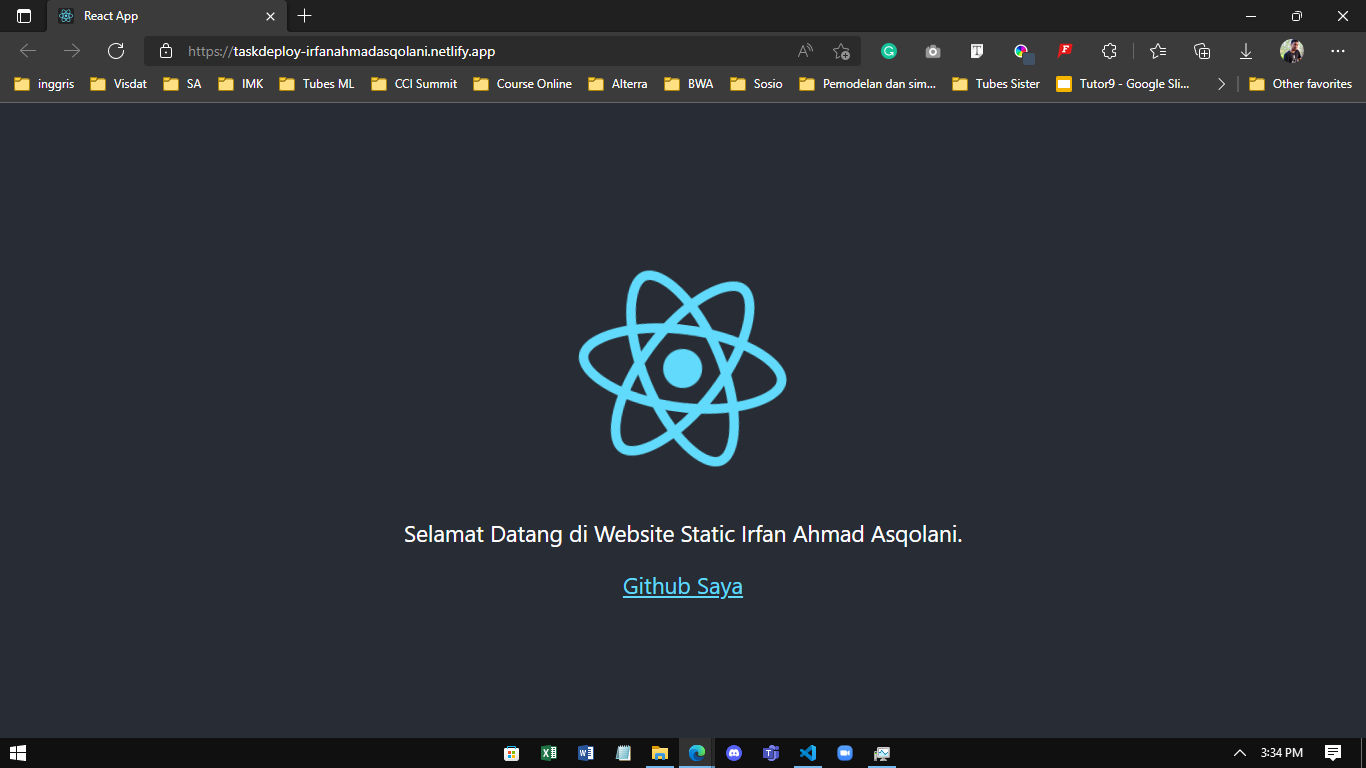 React App
https://taskdeploy-irfanahmadasqolani.netlify.app
inggris Visdat SA IMK Tubes ML CCI Summit Course Online Alterra BWA Sosio Pemodelan dan sim... Tubes Sister Tutor9 - Google Sli... Other favorites
Selamat Datang di Website Static Irfan Ahmad Asqolani.
Github Saya
3:34 PM